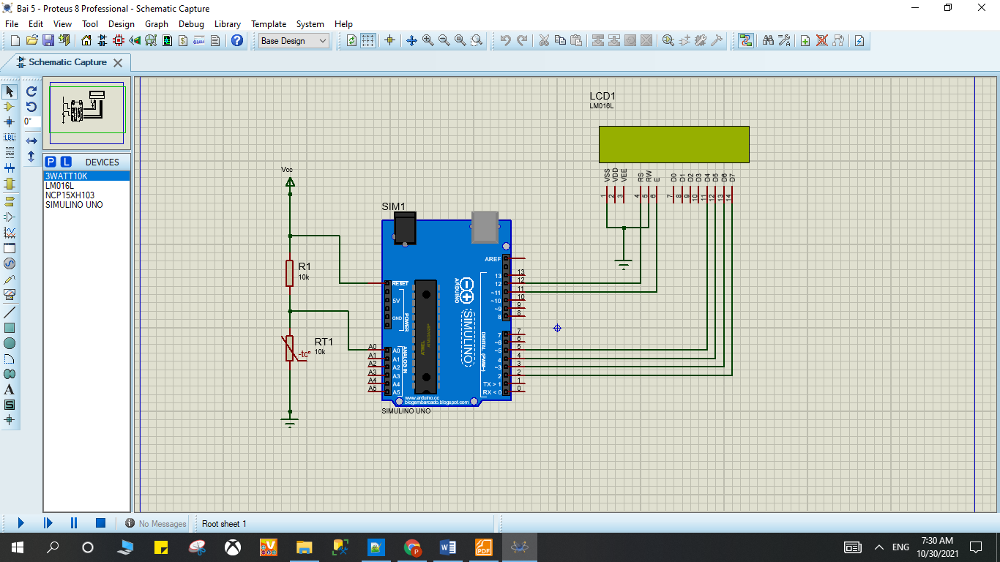 Bai 5 - Proteus 8 Professional - Schematic Capture
File Edit View Tool Design Graph Debug Library Template System Help
Base Design
Schematic Capture
LBL
0°
P L DEVICES
3WATT10K
LM016L
NCP15XH103
SIMULINO UNO
LCD1
LM016L
VSS VDD VEE RS RW E D0 D1 D2 D3 D4 D5 D6 D7
1 2 3 4 5 6 7 8 9 10 11 12 13 14
Vcc
R1
10k
RT1
10k
-tc°
SIM1
AREF
RESET
5V
GND
POWER
ANALOG IN
A0 A0
A1 A1
A2 A2
A3 A3
A4 A4
A5 A5
ARDUINO
SIMULINO
DIGITAL (PWM~)
13 13
12 12
~11 11
~10 10
~9 9
8 8
7 7
~6 6
~5 5
4 4
~3 3
2 2
TX > 1 1
RX < 0 0
ATMEL
www.arduino.cc
blogembarcado.blogspot.com
SIMULINO UNO
No Messages
Root sheet 1
ENG
7:30 AM
10/30/2021